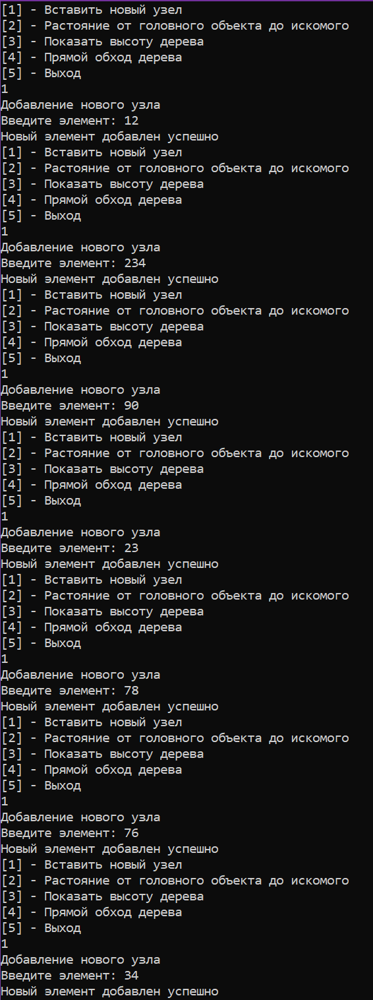 [1] - Вставить новый узел
[2] - Растояние от головного объекта до искомого
[3] - Показать высоту дерева
[4] - Прямой обход дерева
[5] - Выход
1
Добавление нового узла
Введите элемент: 12
Новый элемент добавлен успешно
[1] - Вставить новый узел
[2] - Растояние от головного объекта до искомого
[3] - Показать высоту дерева
[4] - Прямой обход дерева
[5] - Выход
1
Добавление нового узла
Введите элемент: 234
Новый элемент добавлен успешно
[1] - Вставить новый узел
[2] - Растояние от головного объекта до искомого
[3] - Показать высоту дерева
[4] - Прямой обход дерева
[5] - Выход
1
Добавление нового узла
Введите элемент: 90
Новый элемент добавлен успешно
[1] - Вставить новый узел
[2] - Растояние от головного объекта до искомого
[3] - Показать высоту дерева
[4] - Прямой обход дерева
[5] - Выход
1
Добавление нового узла
Введите элемент: 23
Новый элемент добавлен успешно
[1] - Вставить новый узел
[2] - Растояние от головного объекта до искомого
[3] - Показать высоту дерева
[4] - Прямой обход дерева
[5] - Выход
1
Добавление нового узла
Введите элемент: 78
Новый элемент добавлен успешно
[1] - Вставить новый узел
[2] - Растояние от головного объекта до искомого
[3] - Показать высоту дерева
[4] - Прямой обход дерева
[5] - Выход
1
Добавление нового узла
Введите элемент: 76
Новый элемент добавлен успешно
[1] - Вставить новый узел
[2] - Растояние от головного объекта до искомого
[3] - Показать высоту дерева
[4] - Прямой обход дерева
[5] - Выход
1
Добавление нового узла
Введите элемент: 34
Новый элемент добавлен успешно